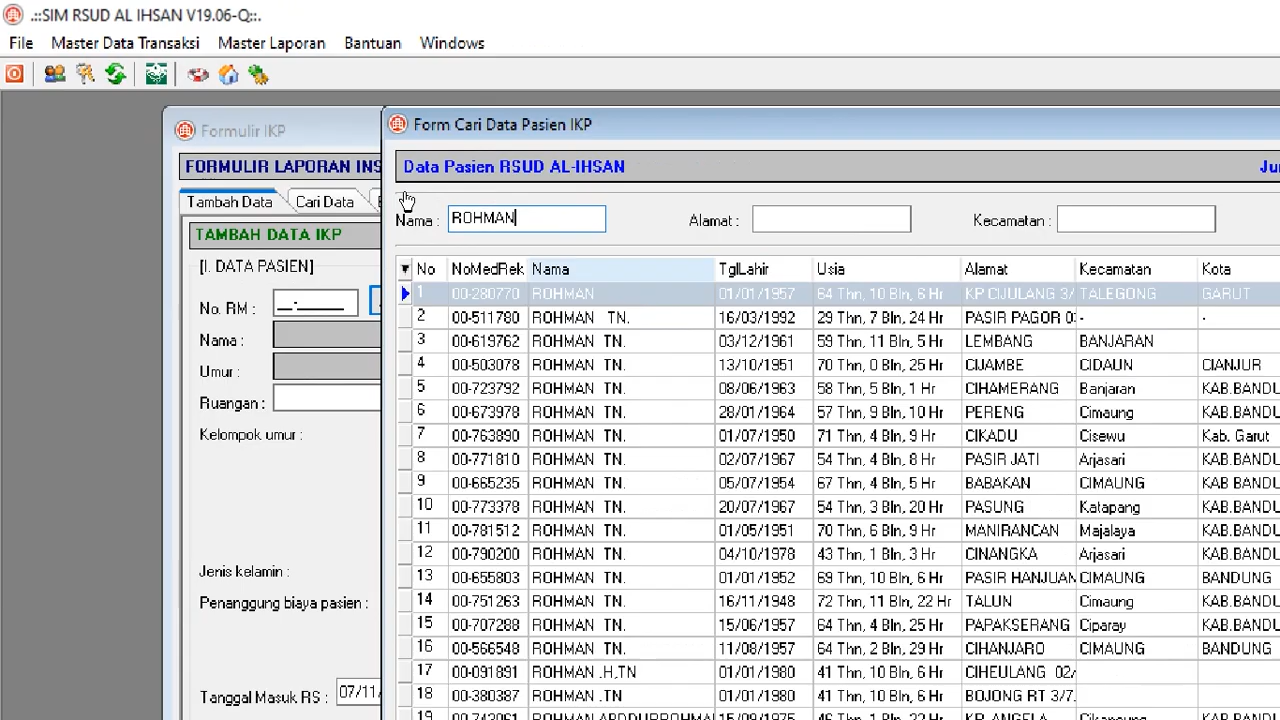 .::SIM RSUD AL IHSAN V19.06-Q::.
File Master Data Transaksi Master Laporan Bantuan Windows
Formulir IKP
FORMULIR LAPORAN INS
Tambah Data Cari Data
TAMBAH DATA IKP
[I. DATA PASIEN]
No. RM :
Nama :
Umur :
Ruangan :
Kelompok umur :
Jenis kelamin :
Penanggung biaya pasien :
Tanggal Masuk RS : 07/11/
Form Cari Data Pasien IKP
Data Pasien RSUD AL-IHSAN Ju
Nama : ROHMAN Alamat : Kecamatan :
No NoMedRek Nama TglLahir Usia Alamat Kecamatan Kota
1 00-280770 ROHMAN 01/01/1957 64 Thn, 10 Bln, 6 Hr KP CIJULANG 3/ TALEGONG GARUT
2 00-511780 ROHMAN TN. 16/03/1992 29 Thn, 7 Bln, 24 Hr PASIR PAGOR 0 - -
3 00-619762 ROHMAN TN. 03/12/1961 59 Thn, 11 Bln, 5 Hr LEMBANG BANJARAN
4 00-503078 ROHMAN TN. 13/10/1951 70 Thn, 0 Bln, 25 Hr CIJAMBE CIDAUN CIANJUR
5 00-723792 ROHMAN TN. 08/06/1963 58 Thn, 5 Bln, 1 Hr CIHAMERANG Banjaran KAB.BANDU
6 00-673978 ROHMAN TN. 28/01/1964 57 Thn, 9 Bln, 10 Hr PERENG Cimaung KAB.BANDU
7 00-763890 ROHMAN TN. 01/07/1950 71 Thn, 4 Bln, 9 Hr CIKADU Cisewu Kab. Garut
8 00-771810 ROHMAN TN. 02/07/1967 54 Thn, 4 Bln, 8 Hr PASIR JATI Arjasari KAB.BANDU
9 00-665235 ROHMAN TN. 05/07/1954 67 Thn, 4 Bln, 5 Hr BABAKAN CIMAUNG KAB.BANDU
10 00-773378 ROHMAN TN. 20/07/1967 54 Thn, 3 Bln, 20 Hr PASUNG Katapang KAB.BANDU
11 00-781512 ROHMAN TN. 01/05/1951 70 Thn, 6 Bln, 9 Hr MANIRANCAN Majalaya KAB.BANDU
12 00-790200 ROHMAN TN. 04/10/1978 43 Thn, 1 Bln, 3 Hr CINANGKA Arjasari KAB.BANDU
13 00-655803 ROHMAN TN. 01/01/1952 69 Thn, 10 Bln, 6 Hr PASIR HANJUAN CIMAUNG BANDUNG
14 00-751263 ROHMAN TN. 16/11/1948 72 Thn, 11 Bln, 22 Hr TALUN Cimaung KAB.BANDU
15 00-707288 ROHMAN TN. 15/06/1957 64 Thn, 4 Bln, 25 Hr PAPAKSERANG Ciparay KAB.BANDU
16 00-566548 ROHMAN TN. 11/08/1957 64 Thn, 2 Bln, 29 Hr CIHANJARO CIMAUNG BANDUNG
17 00-091891 ROHMAN .H,TN 01/01/1980 41 Thn, 10 Bln, 6 Hr CIHEULANG 02/
18 00-380387 ROHMAN .TN 01/01/1980 41 Thn, 10 Bln, 6 Hr BOJONG RT 3/7